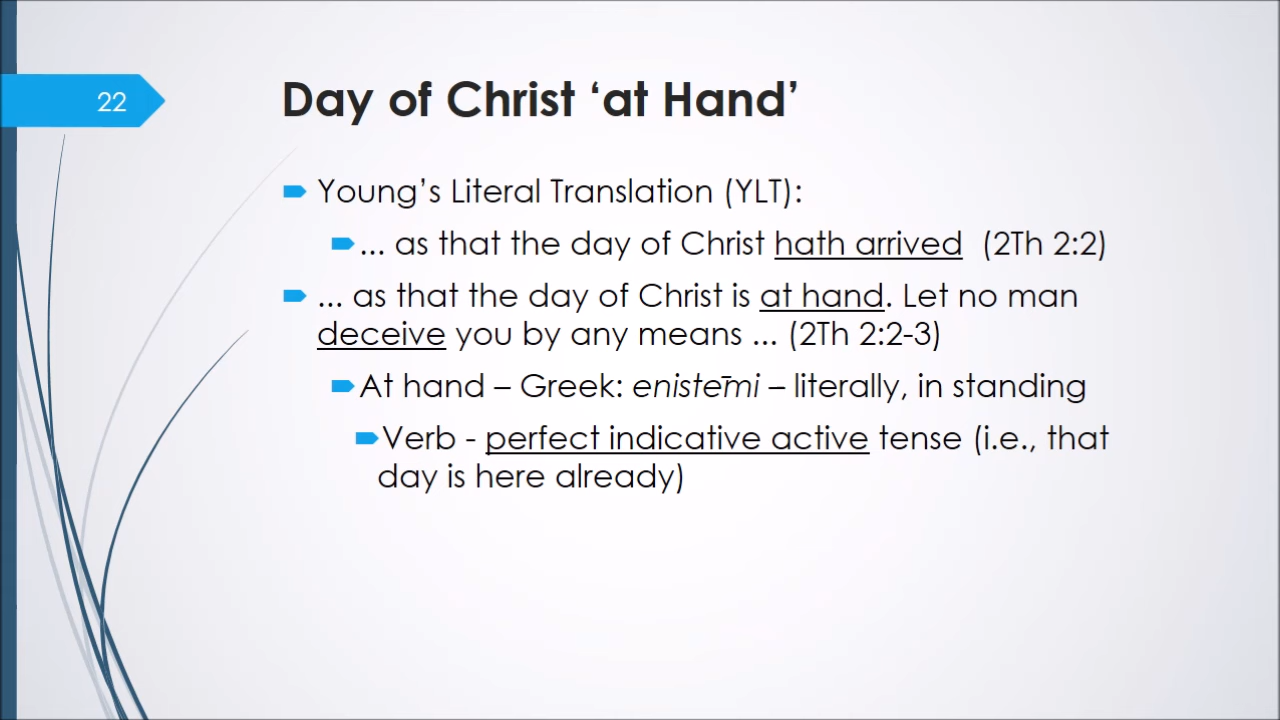 22
Day of Christ ‘at Hand’
Young’s Literal Translation (YLT):
... as that the day of Christ hath arrived (2Th 2:2)
... as that the day of Christ is at hand. Let no man
deceive you by any means ... (2Th 2:2-3)
At hand – Greek: enistēmi – literally, in standing
Verb - perfect indicative active tense (i.e., that
day is here already)